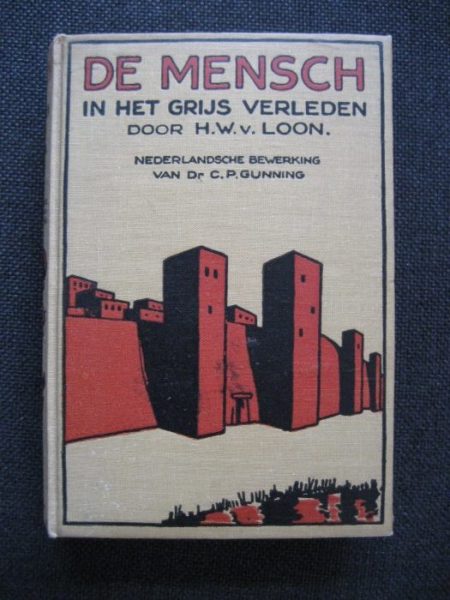 DE MENSCH
IN HET GRIJS VERLEDEN
DOOR H.W.v.LOON.
NEDERLANDSCHE BEWERKING
VAN Dr C.P.GUNNING